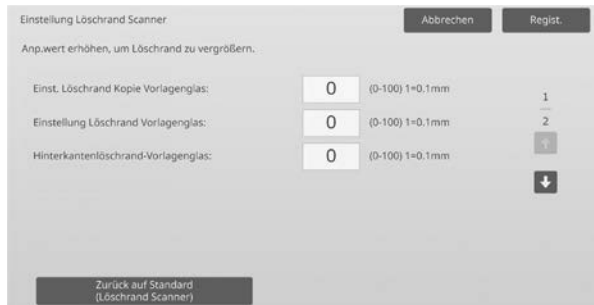 Einstellung Löschrand Scanner
Abbrechen
Regist.
Anp.wert erhöhen, um Löschrand zu vergrößern.
Einst. Löschrand Kopie Vorlagenglas: 0 (0-100) 1=0.1mm
1
Einstellung Löschrand Vorlagenglas: 0 (0-100) 1=0.1mm
2
Hinterkantenlöschrand-Vorlagenglas: 0 (0-100) 1=0.1mm
Zurück auf Standard
(Löschrand Scanner)